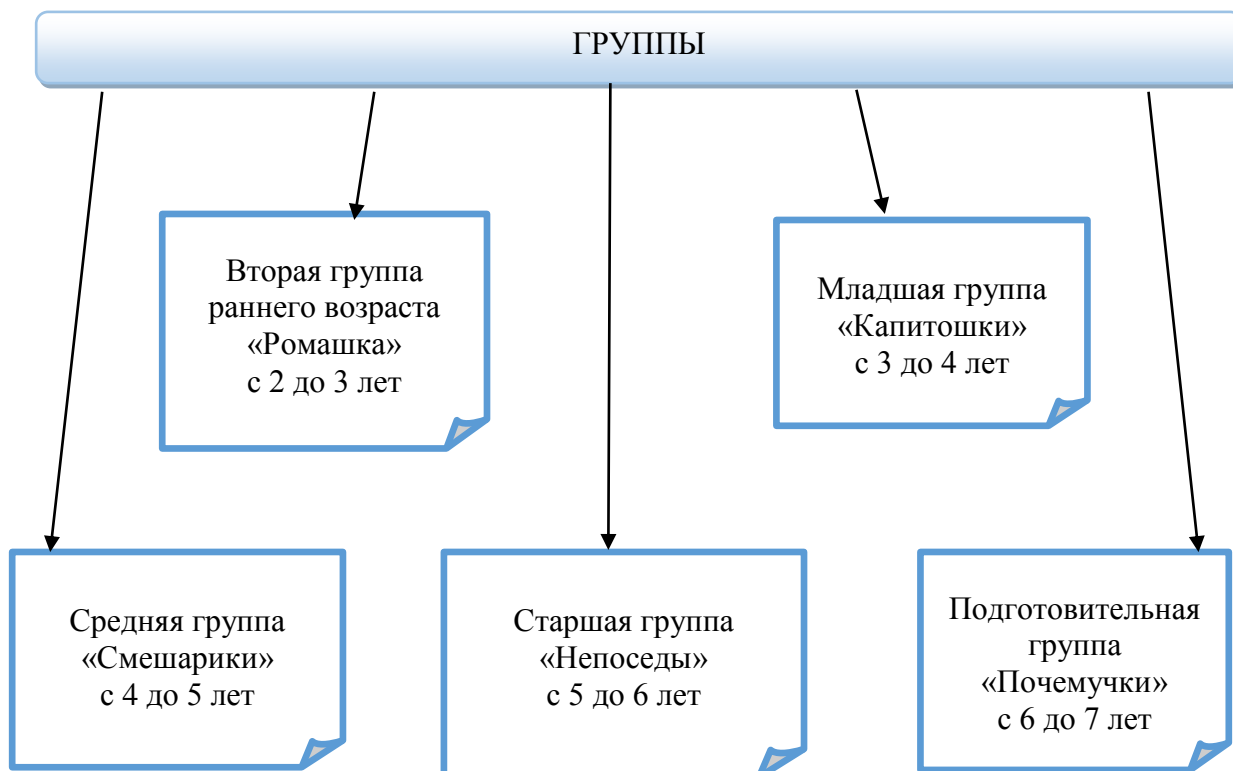 ГРУППЫ
Вторая группа
раннего возраста
«Ромашка»
с 2 до 3 лет
Младшая группа
«Капитошки»
с 3 до 4 лет
Средняя группа
«Смешарики»
с 4 до 5 лет
Старшая группа
«Непоседы»
с 5 до 6 лет
Подготовительная
группа
«Почемучки»
с 6 до 7 лет